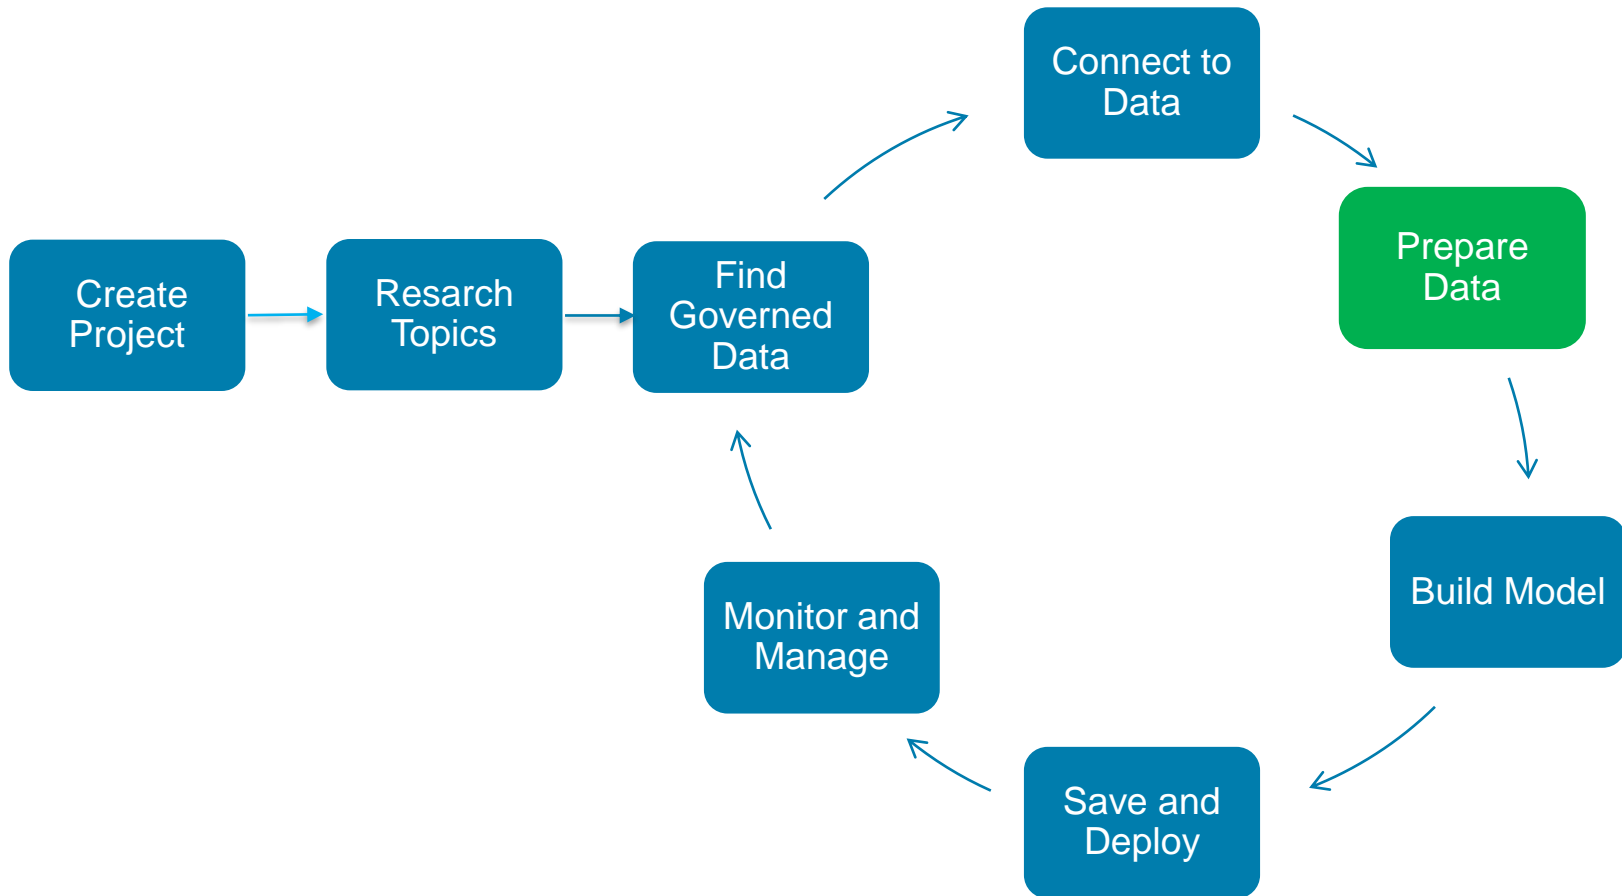 Create
Project
Resarch
Topics
Find
Governed
Data
Connect to
Data
Prepare
Data
Build Model
Save and
Deploy
Monitor and
Manage